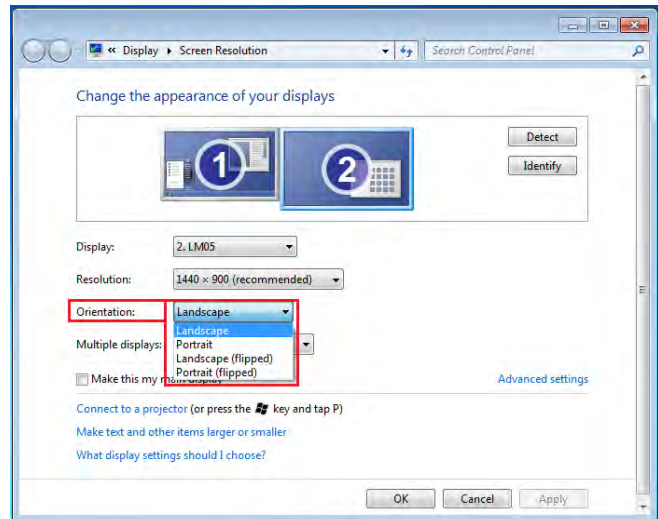 « Display ▸ Screen Resolution
Search Control Panel
Change the appearance of your displays
1
2
Detect
Identify
Display: 2. LM05
Resolution: 1440 × 900 (recommended)
Orientation: Landscape
Landscape
Portrait
Multiple displays:
Landscape (flipped)
Portrait (flipped)
Make this my main display
Advanced settings
Connect to a projector (or press the key and tap P)
Make text and other items larger or smaller
What display settings should I choose?
OK Cancel Apply